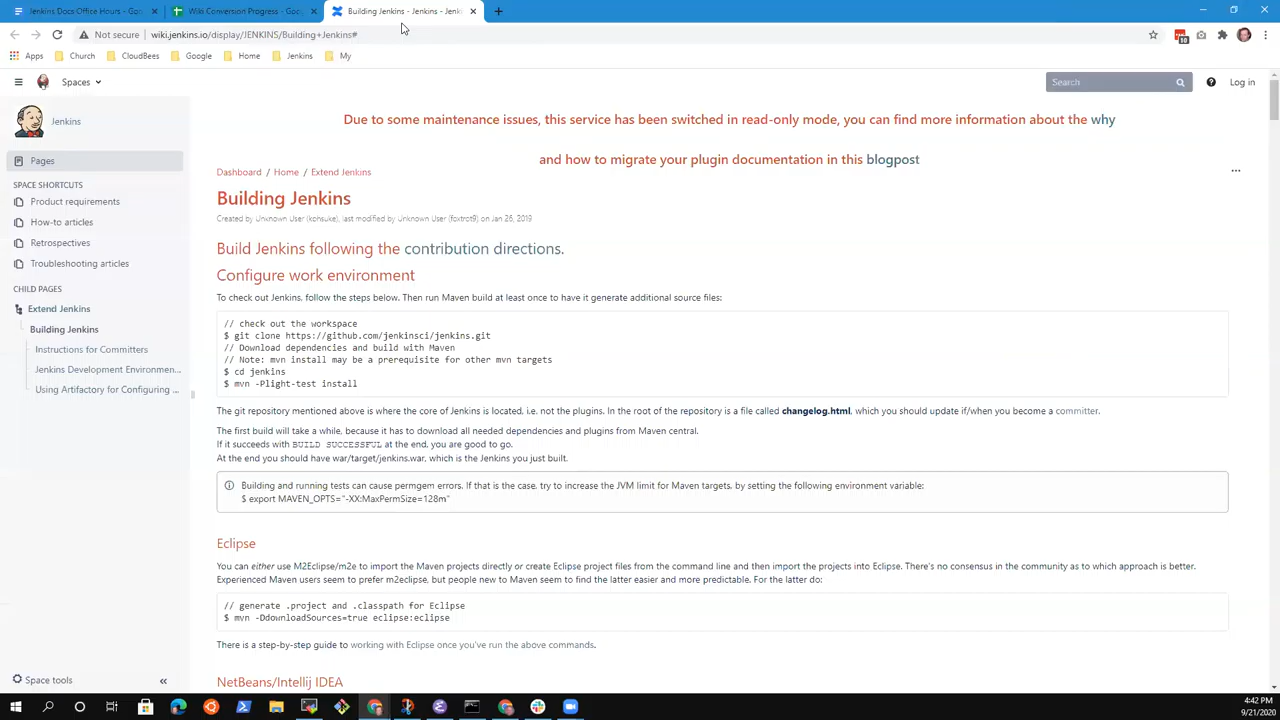 Jenkins Docs Office Hours - Goo
Wiki Conversion Progress - Goo
Building Jenkins - Jenkins - Jenk
Not secure
wiki.jenkins.io/display/JENKINS/Building+Jenkins#
10
Apps
Church
CloudBees
Google
Home
Jenkins
My
Spaces
Search
Log in
Jenkins
Due to some maintenance issues, this service has been switched in read-only mode, you can find more information about the why
and how to migrate your plugin documentation in this blogpost
Pages
SPACE SHORTCUTS
Product requirements
How-to articles
Retrospectives
Troubleshooting articles
CHILD PAGES
Extend Jenkins
Building Jenkins
Instructions for Committers
Jenkins Development Environmen...
Using Artifactory for Configuring ...
Space tools
Dashboard / Home / Extend Jenkins
Building Jenkins
Created by Unknown User (kohsuke), last modified by Unknown User (foxtrot9) on Jan 26, 2019
Build Jenkins following the contribution directions.
Configure work environment
To check out Jenkins, follow the steps below. Then run Maven build at least once to have it generate additional source files:
// check out the workspace
$ git clone https://github.com/jenkinsci/jenkins.git
// Download dependencies and build with Maven
// Note: mvn install may be a prerequisite for other mvn targets
$ cd jenkins
$ mvn -Plight-test install
The git repository mentioned above is where the core of Jenkins is located, i.e. not the plugins. In the root of the repository is a file called changelog.html, which you should update if/when you become a committer.
The first build will take a while, because it has to download all needed dependencies and plugins from Maven central.
If it succeeds with BUILD SUCCESSFUL at the end, you are good to go.
At the end you should have war/target/jenkins.war, which is the Jenkins you just built.
Building and running tests can cause permgem errors. If that is the case, try to increase the JVM limit for Maven targets, by setting the following environment variable:
$ export MAVEN_OPTS="-XX:MaxPermSize=128m"
Eclipse
You can either use M2Eclipse/m2e to import the Maven projects directly or create Eclipse project files from the command line and then import the projects into Eclipse. There's no consensus in the community as to which approach is better.
Experienced Maven users seem to prefer m2eclipse, but people new to Maven seem to find the latter easier and more predictable. For the latter do:
// generate .project and .classpath for Eclipse
$ mvn -DdownloadSources=true eclipse:eclipse
There is a step-by-step guide to working with Eclipse once you've run the above commands.
NetBeans/Intellij IDEA
4:42 PM
9/21/2020